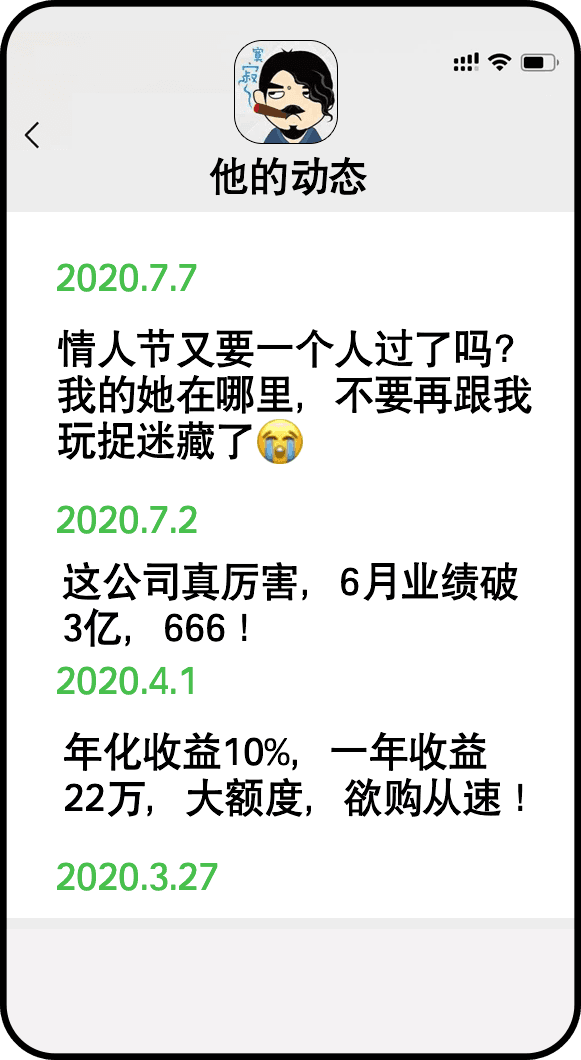 寞
寂
他的动态
2020.7.7
情人节又要一个人过了吗?
我的她在哪里，不要再跟我
玩捉迷藏了😭
2020.7.2
这公司真厉害，6月业绩破
3亿，666！
2020.4.1
年化收益10%，一年收益
22万，大额度，欲购从速！
2020.3.27